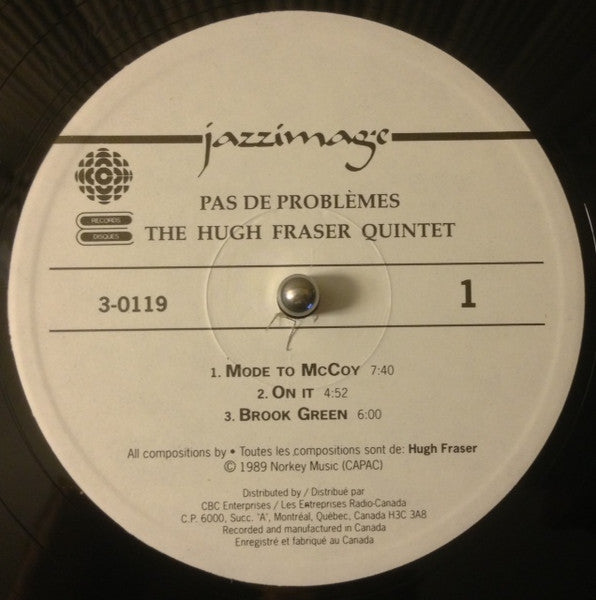 jazzimage
PAS DE PROBLÈMES
RECORDS
DISQUES
THE HUGH FRASER QUINTET
3-0119
1
1. MODE TO MCCOY 7:40
2. ON IT 4:52
3. BROOK GREEN 6:00
All compositions by • Toutes les compositions sont de: Hugh Fraser
© 1989 Norkey Music (CAPAC)
Distributed by / Distribué par
CBC Enterprises / Les Entreprises Radio-Canada
C.P. 6000, Succ. "A", Montréal, Québec, Canada H3C 3A8
Recorded and manufactured in Canada
Enregistré et fabriqué au Canada